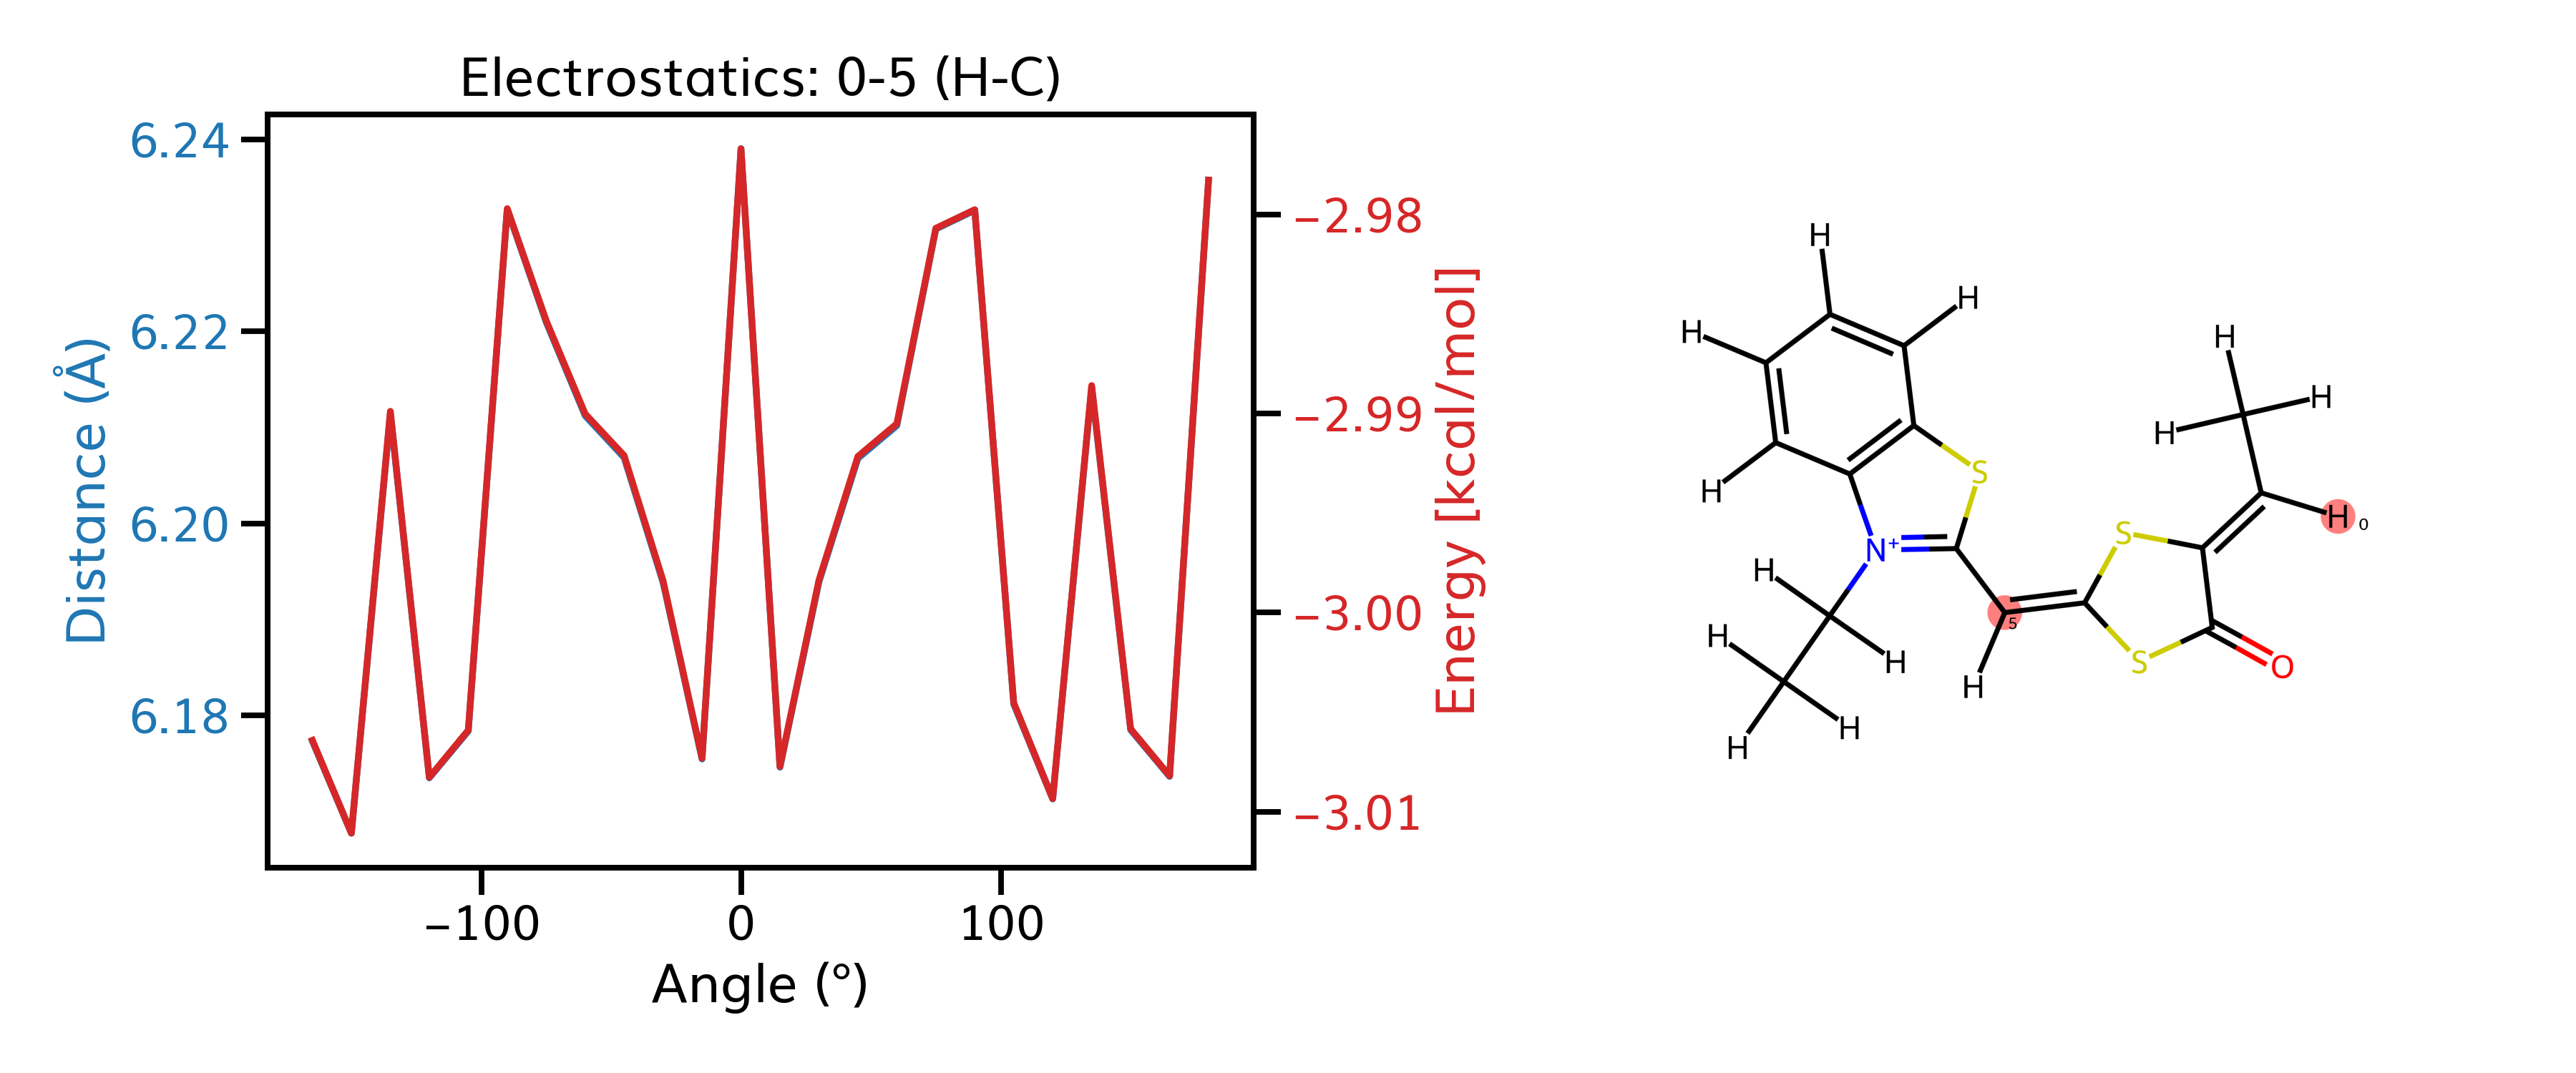 Electrostatics: 0-5 (H-C)
6.24
6.22
6.20
6.18
Distance (Å)
−2.98
−2.99
−3.00
−3.01
Energy [kcal/mol]
−100
0
100
Angle (°)
H
H
H
H
H
H
H
S
H 0
S
N+
H
5
H
H
S
O
H
H
H